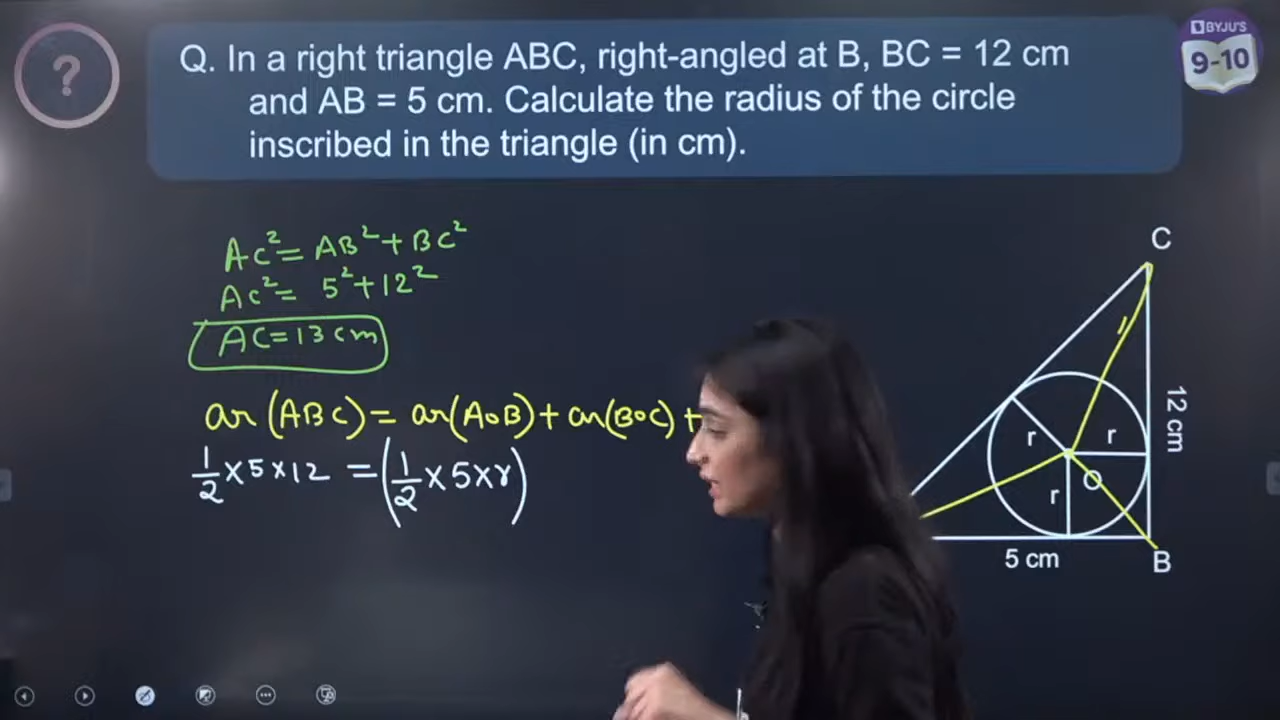 Q. In a right triangle ABC, right-angled at B, BC = 12 cm
and AB = 5 cm. Calculate the radius of the circle
inscribed in the triangle (in cm).
BYJU'S
9-10
?
AC² = AB² + BC²
AC² = 5² + 12²
AC = 13 cm
ar (ABC) = ar(AOB) + ar(BOC) +
1/2 × 5 × 12 = (1/2 × 5 × r)
C
12 cm
r
r
r
O
5 cm
B